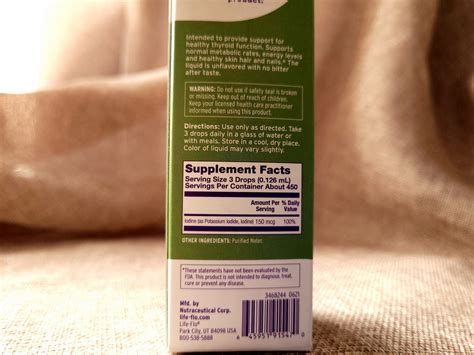 product.
Intended to provide support for
healthy thyroid function. Supports
normal metabolic rates, energy levels
and healthy skin hair and nails.* The
liquid is unflavored with no bitter
after taste.
WARNING: Do not use if safety seal is broken
or missing. Keep out of reach of children.
Keep your licensed health care practitioner
informed when using this product.
Directions: Use only as directed. Take
3 drops daily in a glass of water or
with meals. Store in a cool, dry place.
Color of liquid may vary slightly.
Supplement Facts
Serving Size 3 Drops (0.126 mL)
Servings Per Container About 450
Amount Per % Daily
Serving Value
Iodine (as Potassium Iodide, Iodine) 150 mcg 100%
OTHER INGREDIENTS: Purified Water.
*These statements have not been evaluated by the
FDA. This product is not intended to diagnose, treat,
cure or prevent any disease.
3468244 0621
Mfd. by
Nutraceutical Corp.
life-flo.com
Life-Flo®
Park City, UT 84098 USA
800-538-5888
6 45951 91347 0